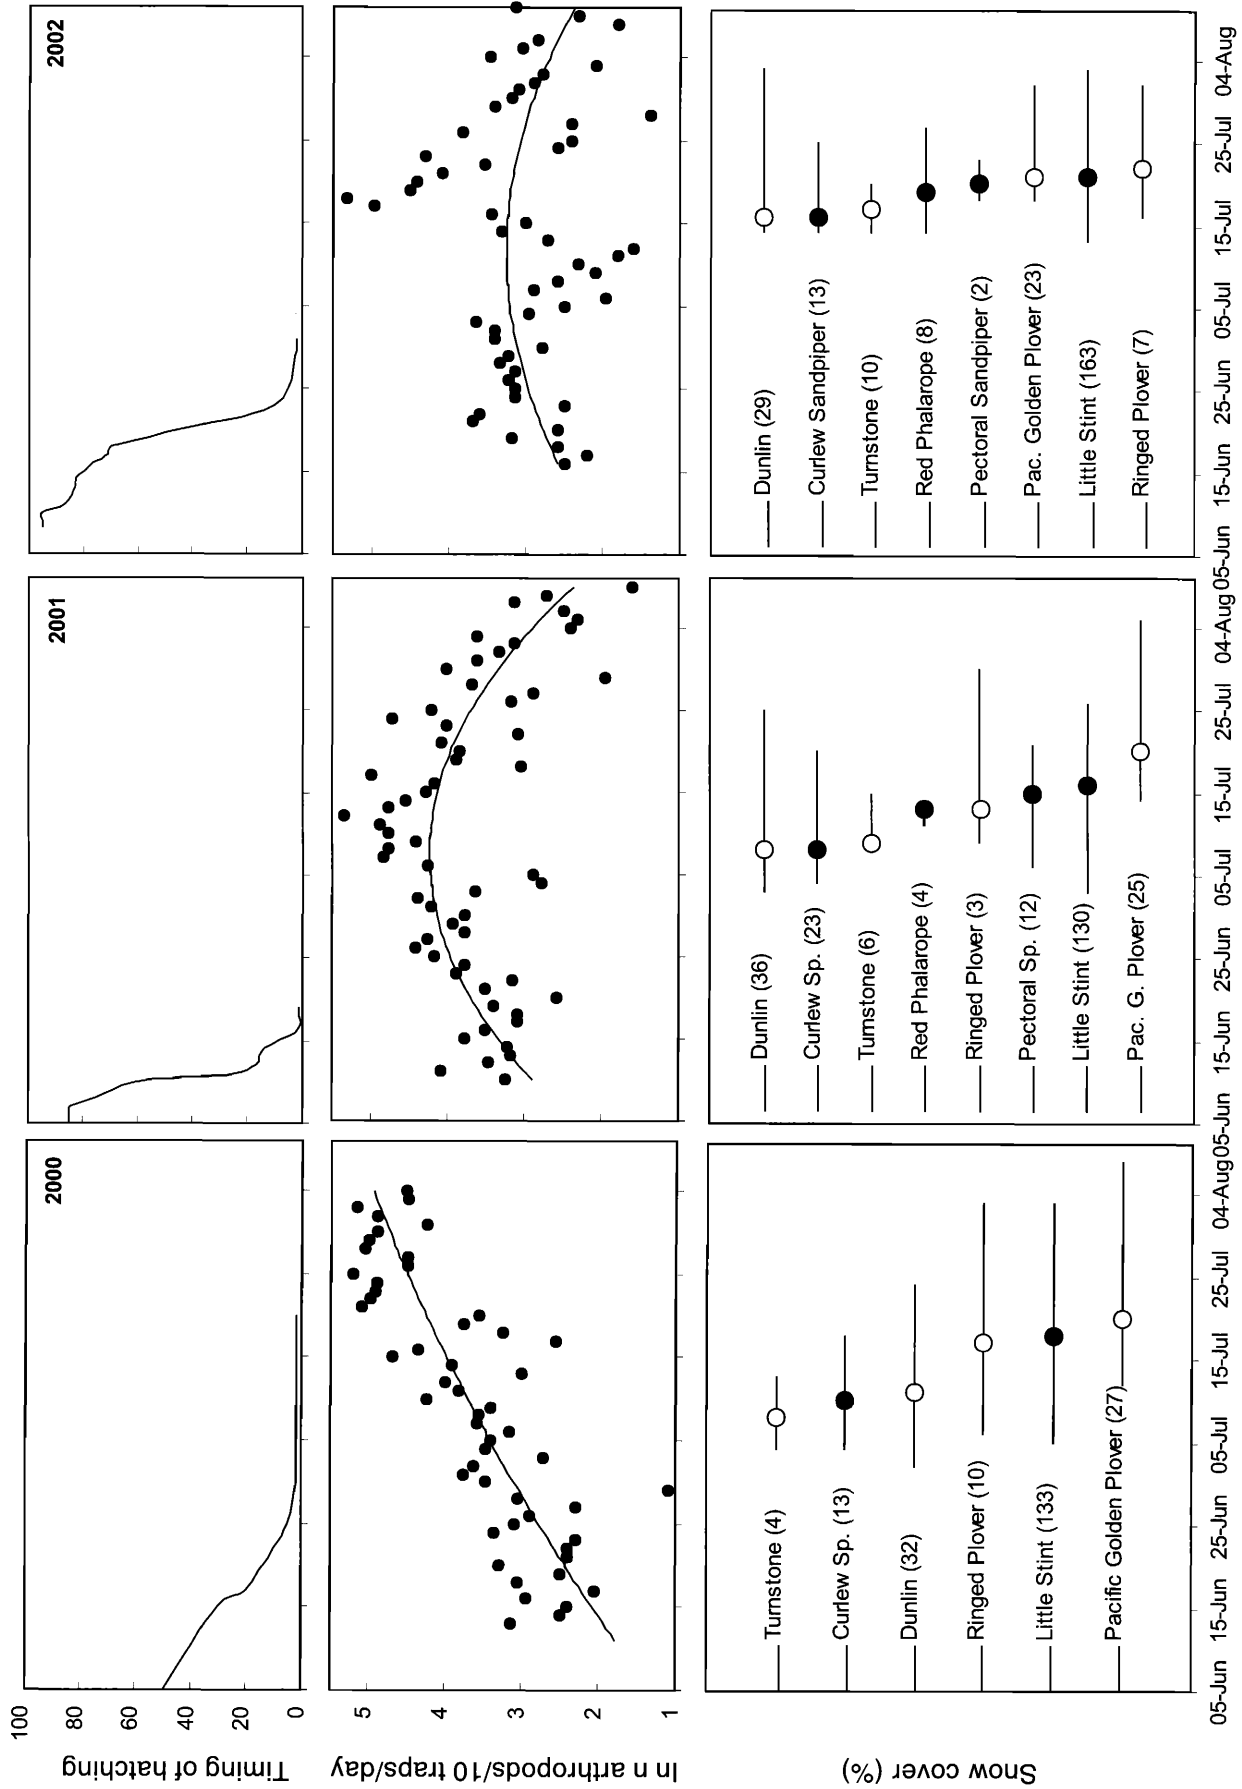 2000
2001
2002
100
80
60
40
20
0
Timing of hatching
5
4
3
2
1
ln n arthropods/10 traps/day
Snow cover (%)
Turnstone (4)
Curlew Sp. (13)
Dunlin (32)
Ringed Plover (10)
Little Stint (133)
Pacific Golden Plover (27)
Dunlin (36)
Curlew Sp. (23)
Turnstone (6)
Red Phalarope (4)
Ringed Plover (3)
Pectoral Sp. (12)
Little Stint (130)
Pac. G. Plover (25)
Dunlin (29)
Curlew Sandpiper (13)
Turnstone (10)
Red Phalarope (8)
Pectoral Sandpiper (2)
Pac. Golden Plover (23)
Little Stint (163)
Ringed Plover (7)
05-Jun 15-Jun 25-Jun 05-Jul 15-Jul 25-Jul 04-Aug 05-Jun 15-Jun 25-Jun 05-Jul 15-Jul 25-Jul 04-Aug 05-Jun 15-Jun 25-Jun 05-Jul 15-Jul 25-Jul 04-Aug